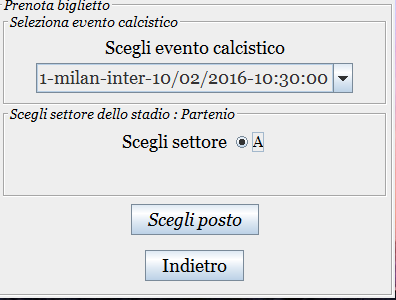 Prenota biglietto
Seleziona evento calcistico
Scegli evento calcistico
1-milan-inter-10/02/2016-10:30:00
Scegli settore dello stadio : Partenio
Scegli settore A
Scegli posto
Indietro